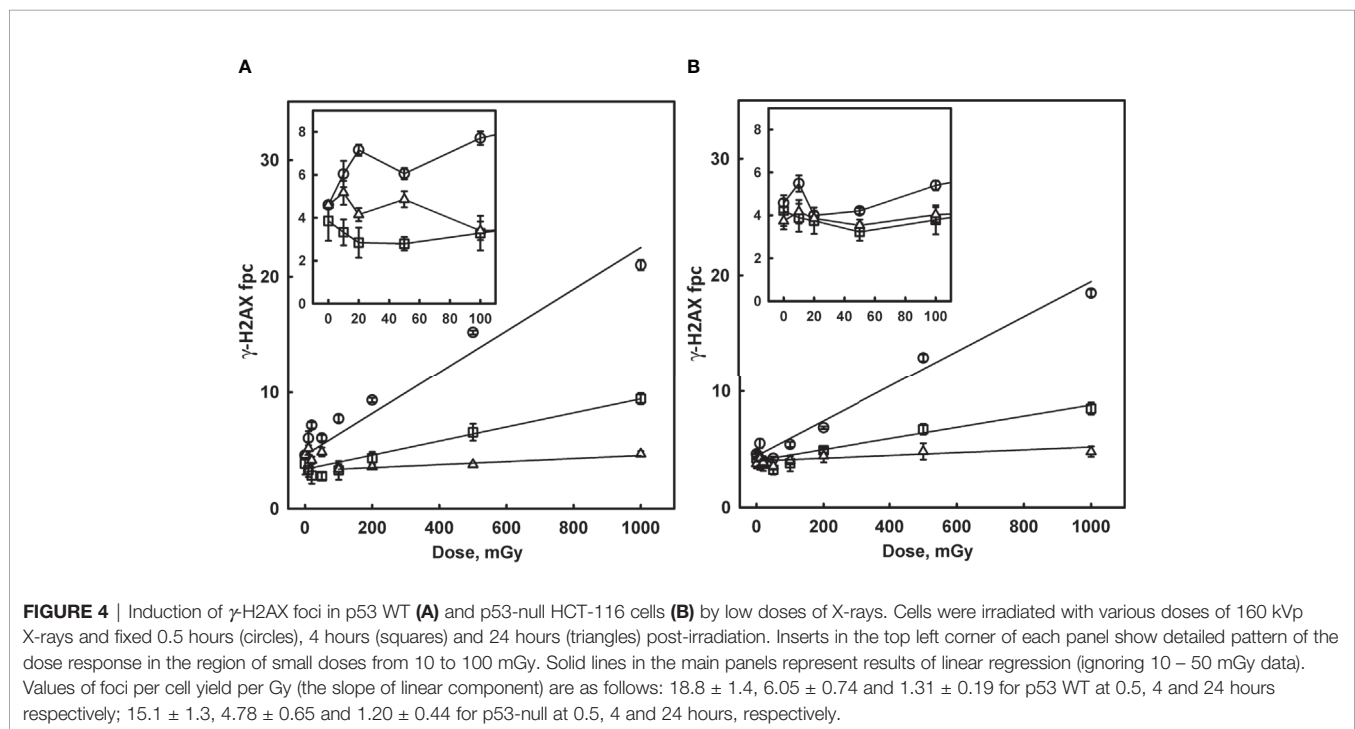 A
B
30
20
10
0
γ-H2AX fpc
8
6
4
2
0
0 20 40 60 80 100
0 200 400 600 800 1000
Dose, mGy
30
20
10
0
γ-H2AX fpc
8
6
4
2
0
0 20 40 60 80 100
0 200 400 600 800 1000
Dose, mGy
FIGURE 4 | Induction of γ-H2AX foci in p53 WT (A) and p53-null HCT-116 cells (B) by low doses of X-rays. Cells were irradiated with various doses of 160 kVp
X-rays and fixed 0.5 hours (circles), 4 hours (squares) and 24 hours (triangles) post-irradiation. Inserts in the top left corner of each panel show detailed pattern of the
dose response in the region of small doses from 10 to 100 mGy. Solid lines in the main panels represent results of linear regression (ignoring 10 – 50 mGy data).
Values of foci per cell yield per Gy (the slope of linear component) are as follows: 18.8 ± 1.4, 6.05 ± 0.74 and 1.31 ± 0.19 for p53 WT at 0.5, 4 and 24 hours
respectively; 15.1 ± 1.3, 4.78 ± 0.65 and 1.20 ± 0.44 for p53-null at 0.5, 4 and 24 hours, respectively.